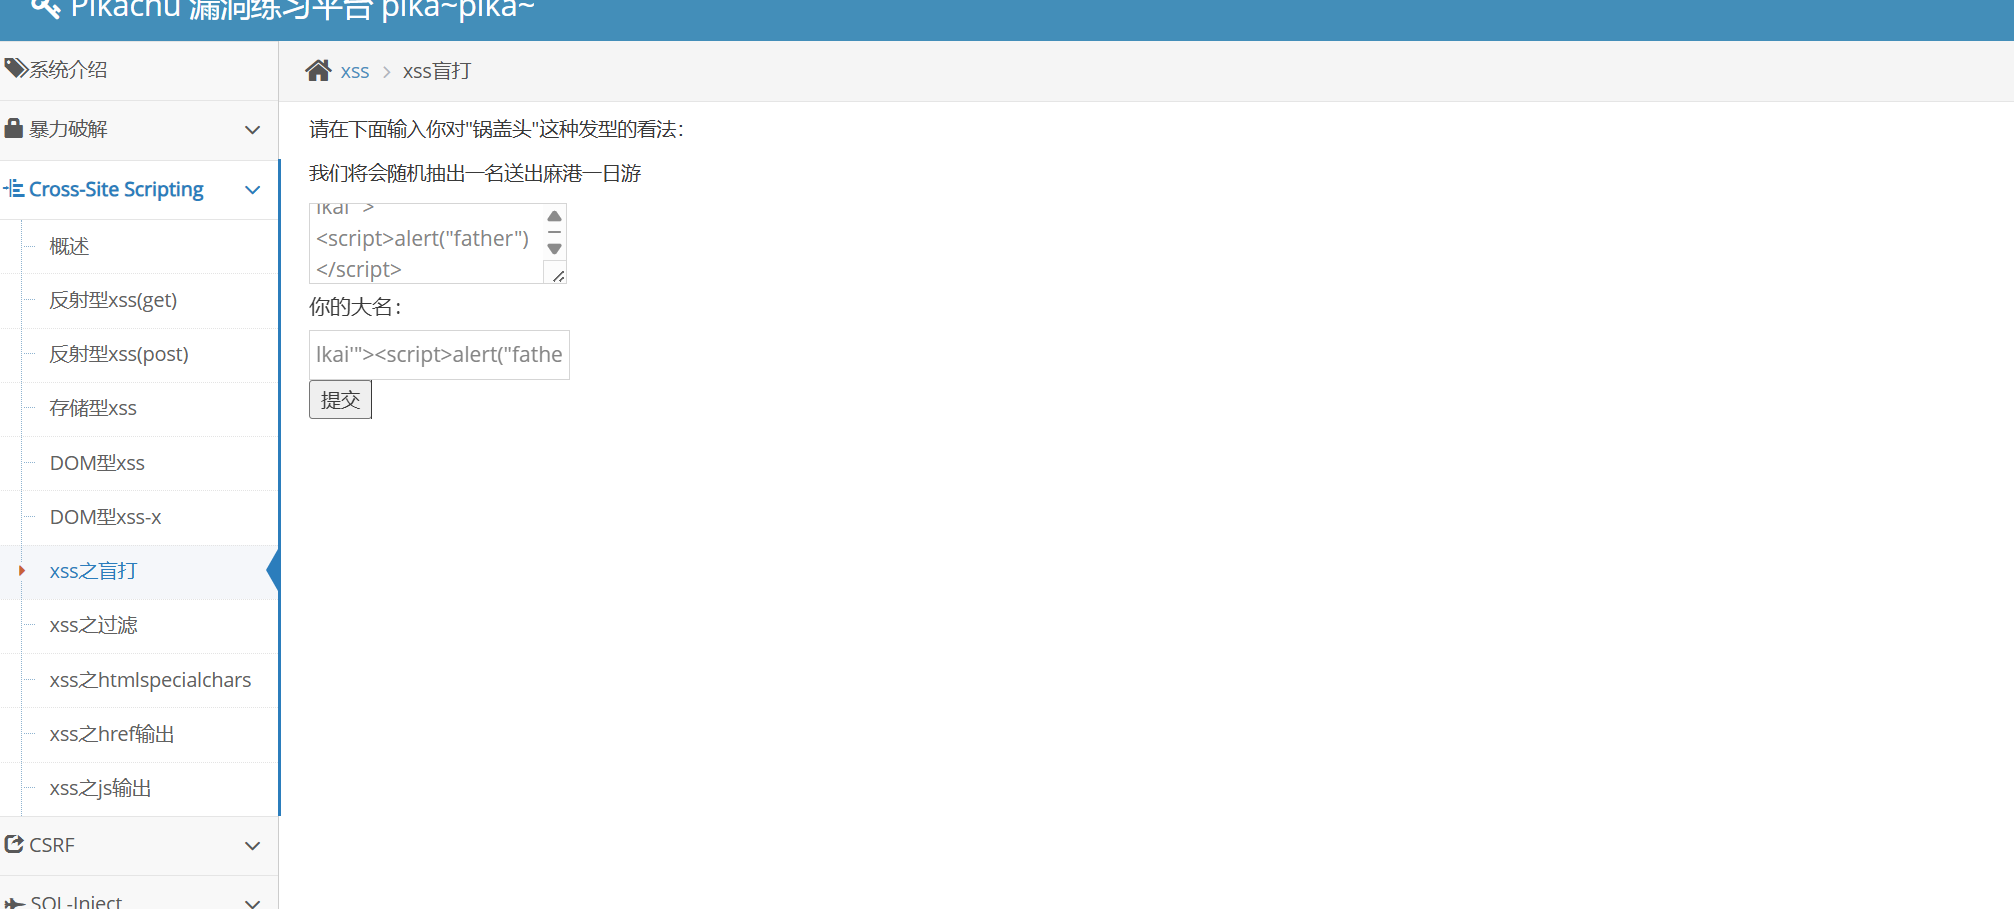 Pikachu 漏洞练习平台 pika~pika~
系统介绍
暴力破解
Cross-Site Scripting
概述
反射型xss(get)
反射型xss(post)
存储型xss
DOM型xss
DOM型xss-x
xss之盲打
xss之过滤
xss之htmlspecialchars
xss之href输出
xss之js输出
CSRF
SQL-Inject
xss > xss盲打
请在下面输入你对"锅盖头"这种发型的看法：
我们将会随机抽出一名送出麻港一日游
lkai'">
<script>alert("father")
</script>
你的大名：
lkai'"><script>alert("fathe
提交